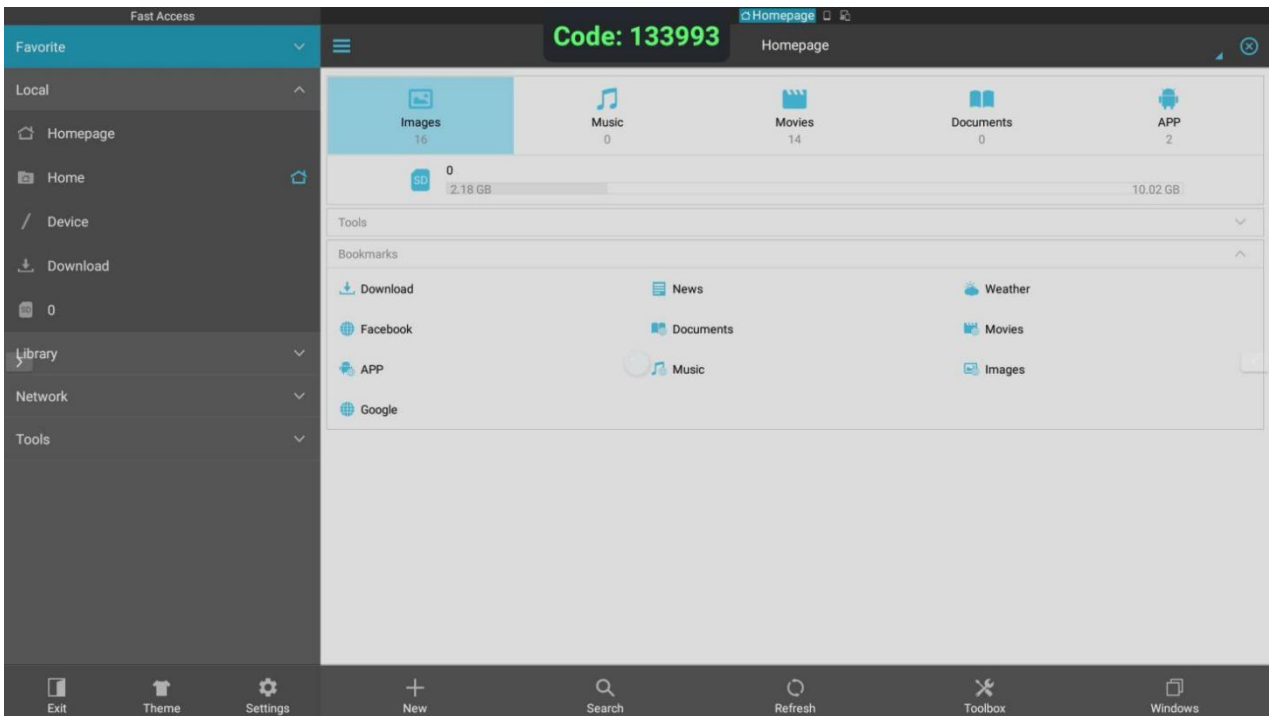 Fast Access
Homepage
Favorite
Code: 133993
Homepage
Local
Homepage
Home
Device
Download
SD 0
Library
Network
Tools
Images
16
Music
0
Movies
14
Documents
0
APP
2
SD
0
2.18 GB
10.02 GB
Tools
Bookmarks
Download
News
Weather
Facebook
Documents
Movies
APP
Music
Images
Google
Exit
Theme
Settings
New
Search
Refresh
Toolbox
Windows